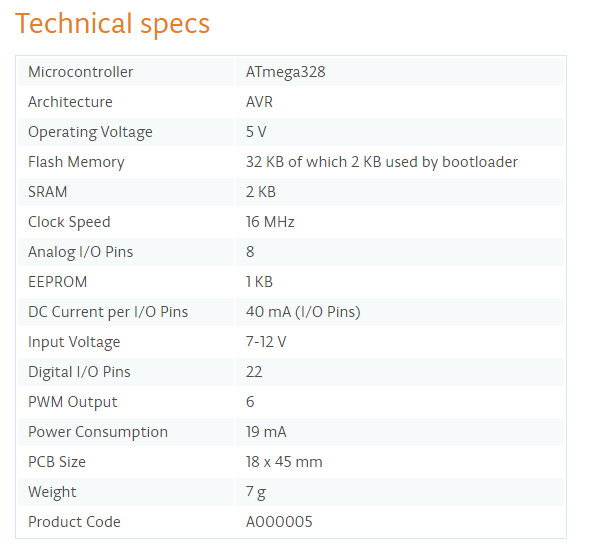 Technical specs
Microcontroller ATmega328
Architecture AVR
Operating Voltage 5 V
Flash Memory 32 KB of which 2 KB used by bootloader
SRAM 2 KB
Clock Speed 16 MHz
Analog I/O Pins 8
EEPROM 1 KB
DC Current per I/O Pins 40 mA (I/O Pins)
Input Voltage 7-12 V
Digital I/O Pins 22
PWM Output 6
Power Consumption 19 mA
PCB Size 18 x 45 mm
Weight 7 g
Product Code A000005